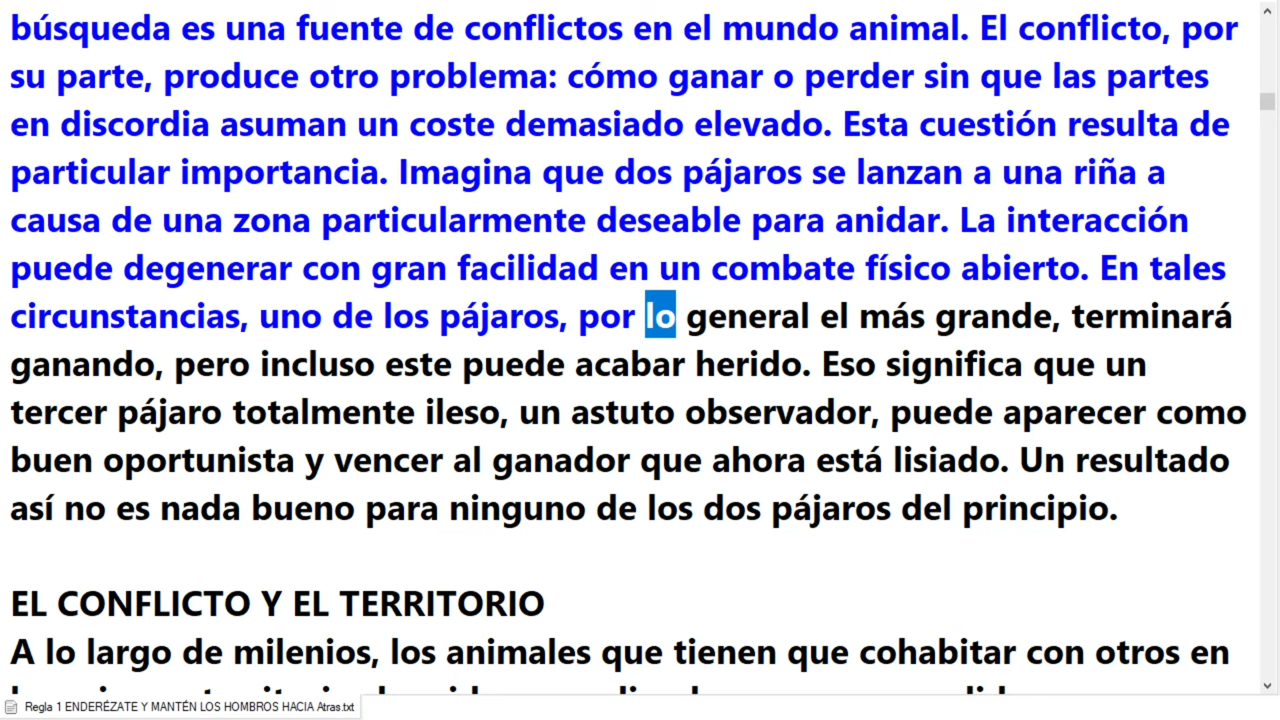 búsqueda es una fuente de conflictos en el mundo animal. El conflicto, por
su parte, produce otro problema: cómo ganar o perder sin que las partes
en discordia asuman un coste demasiado elevado. Esta cuestión resulta de
particular importancia. Imagina que dos pájaros se lanzan a una riña a
causa de una zona particularmente deseable para anidar. La interacción
puede degenerar con gran facilidad en un combate físico abierto. En tales
circunstancias, uno de los pájaros, por lo general el más grande, terminará
ganando, pero incluso este puede acabar herido. Eso significa que un
tercer pájaro totalmente ileso, un astuto observador, puede aparecer como
buen oportunista y vencer al ganador que ahora está lisiado. Un resultado
así no es nada bueno para ninguno de los dos pájaros del principio.
EL CONFLICTO Y EL TERRITORIO
A lo largo de milenios, los animales que tienen que cohabitar con otros en
Regla 1 ENDERÉZATE Y MANTÉN LOS HOMBROS HACIA Atras.txt